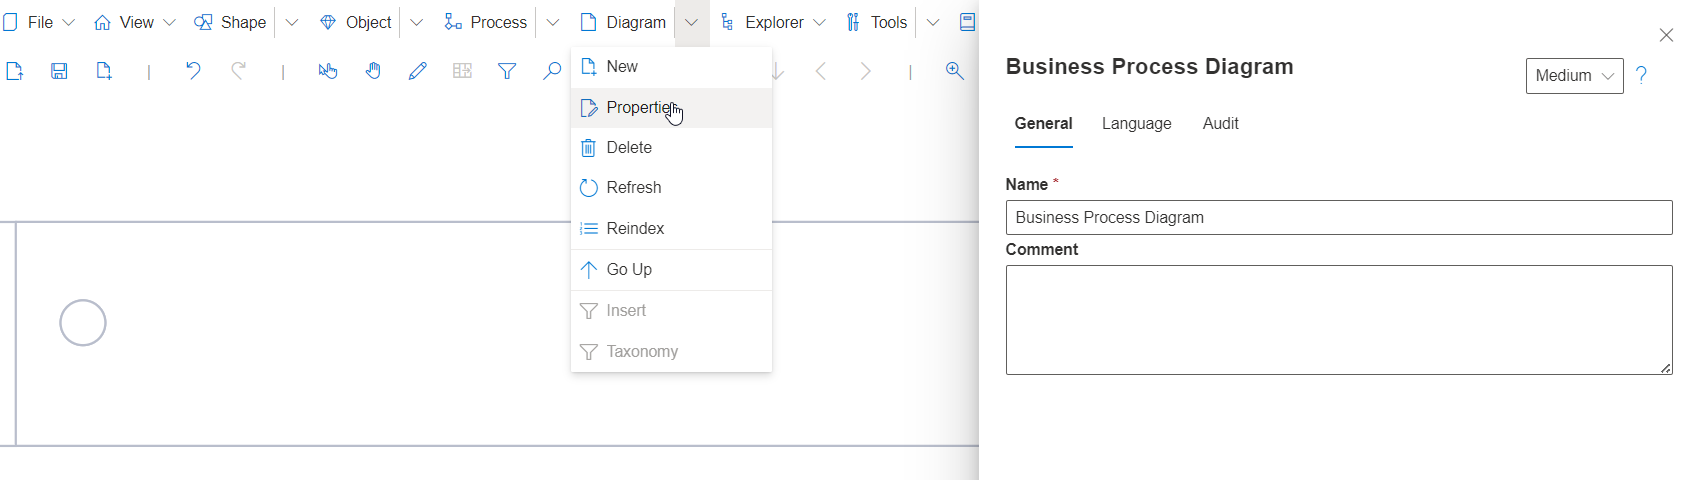 File View Shape Object Process Diagram Explorer Tools
New
Properties
Delete
Refresh
Reindex
Go Up
Insert
Taxonomy
Business Process Diagram
Medium ?
General Language Audit
Name *
Business Process Diagram
Comment